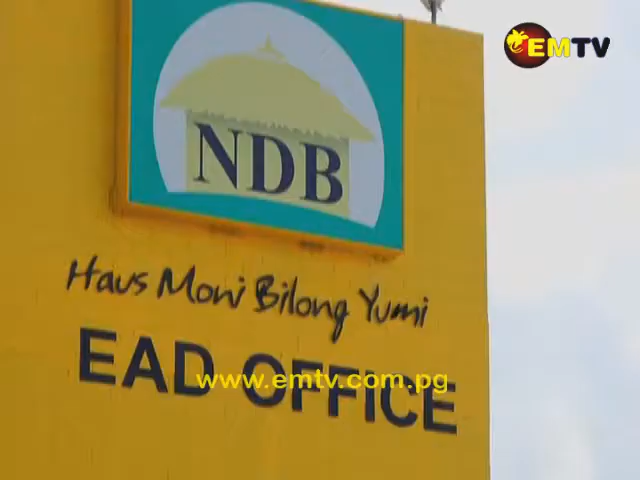 EMTV
NDB
Haus Moni Bilong Yumi
EAD OFFICE
www.emtv.com.pg